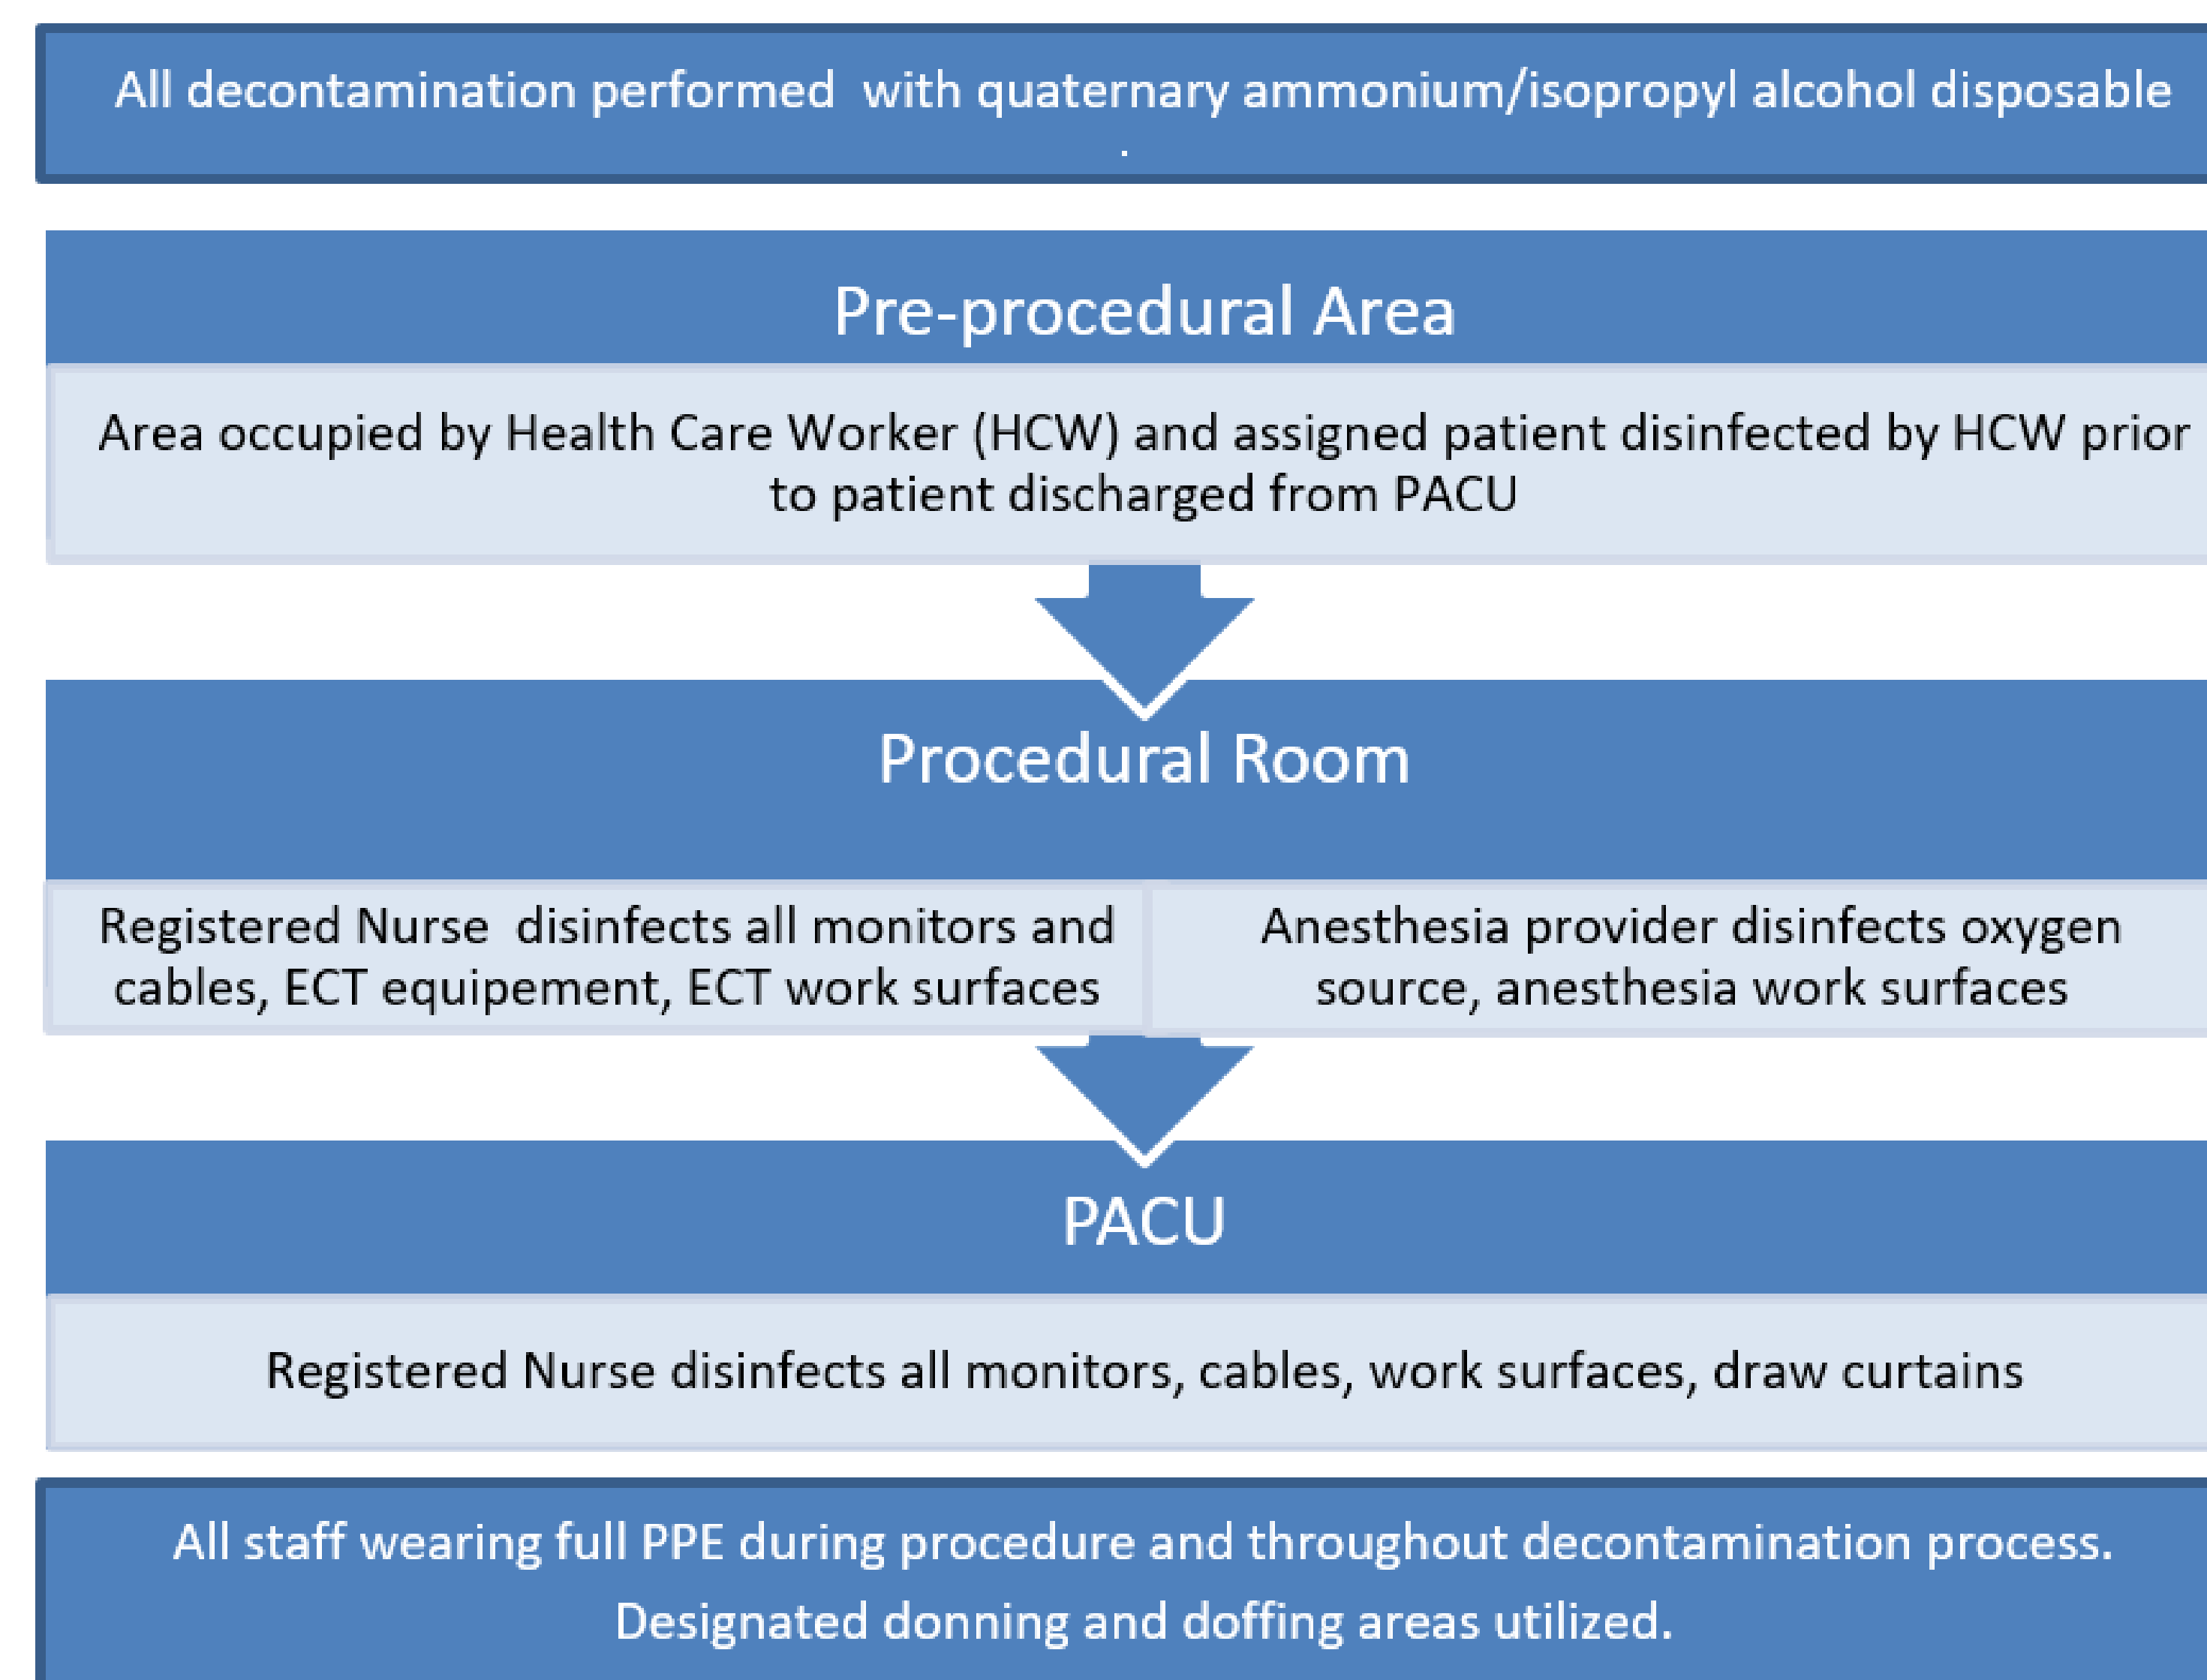 All decontamination performed  with quaternary ammonium/isopropyl alcohol disposable
.
Pre-procedural Area
Area occupied by Health Care Worker (HCW) and assigned patient disinfected by HCW prior
to patient discharged from PACU
Procedural Room
Registered Nurse  disinfects all monitors and
cables, ECT equipement, ECT work surfaces
Anesthesia provider disinfects oxygen
source, anesthesia work surfaces
PACU
Registered Nurse disinfects all monitors, cables, work surfaces, draw curtains
All staff wearing full PPE during procedure and throughout decontamination process.
Designated donning and doffing areas utilized.